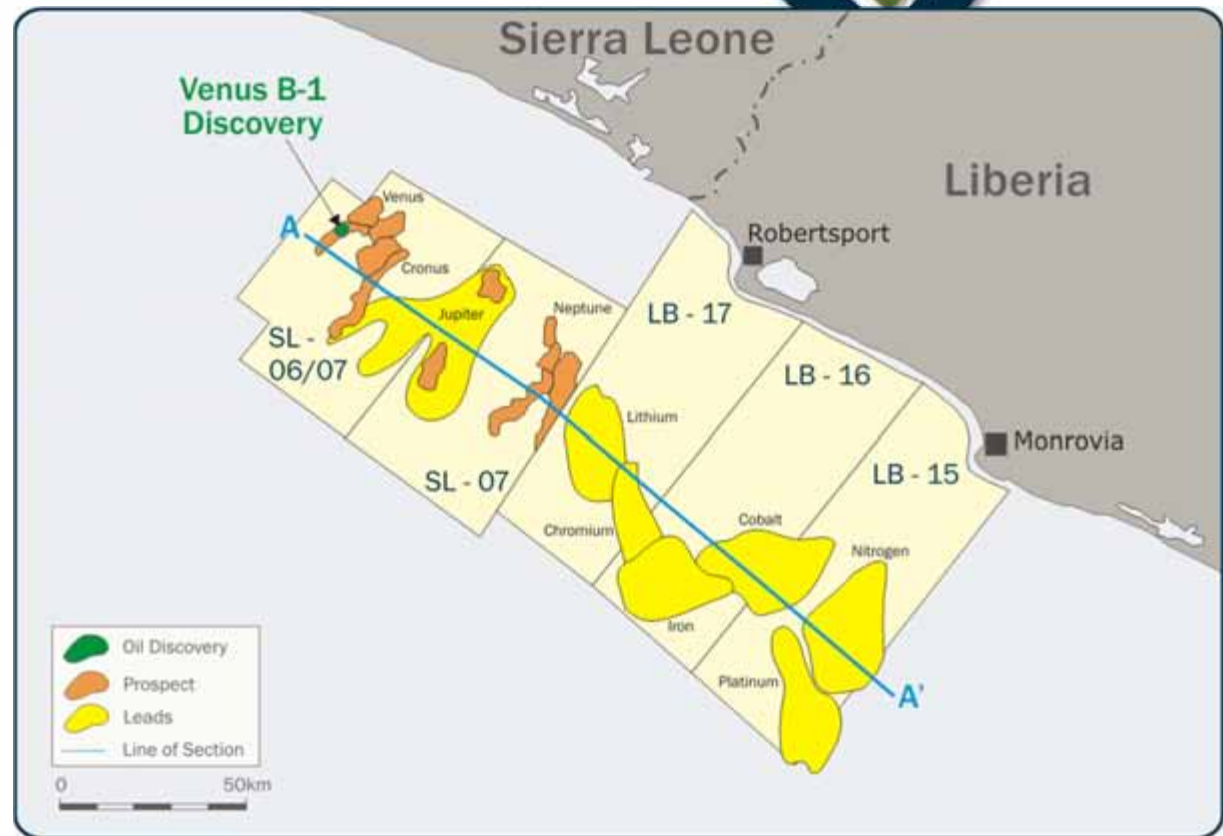 Sierra Leone
Venus B-1
Discovery
Liberia
Venus
A
Robertsport
Cronus
Jupiter
Neptune
LB - 17
SL -
06/07
LB - 16
Lithium
Monrovia
LB - 15
SL - 07
Chromium
Cobalt
Nitrogen
Iron
Platinum
A'
Oil Discovery
Prospect
Leads
Line of Section
0 50km